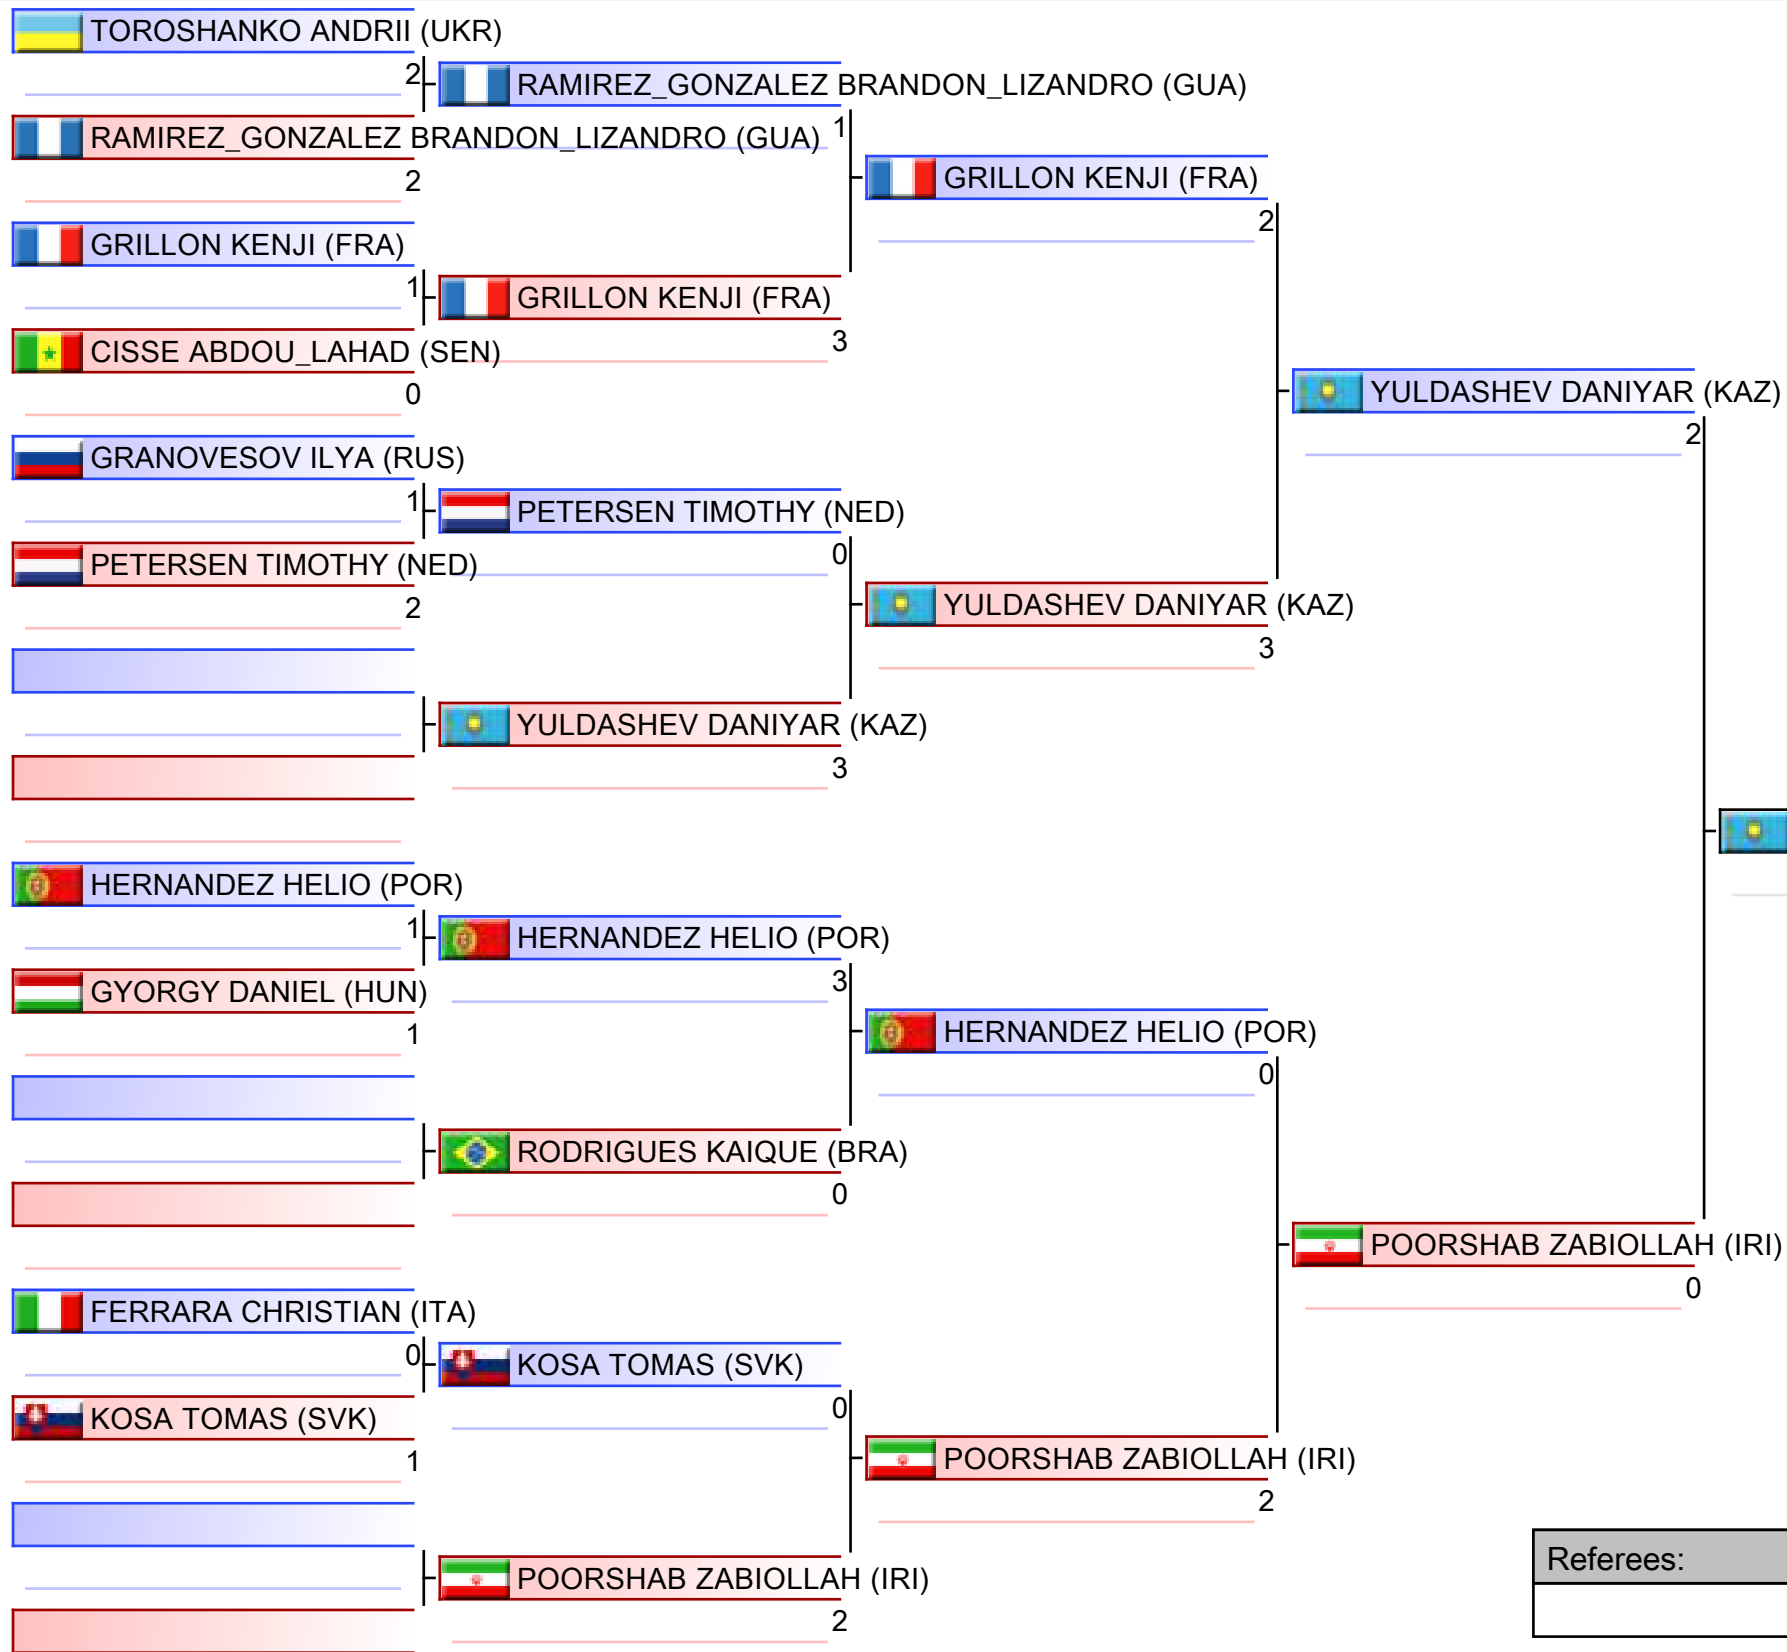 TOROSHANKO ANDRII (UKR)
2
RAMIREZ_GONZALEZ BRANDON_LIZANDRO (GUA)
2
GRILLON KENJI (FRA)
1
CISSE ABDOU_LAHAD (SEN)
0
GRANOVESOV ILYA (RUS)
1
PETERSEN TIMOTHY (NED)
2
HERNANDEZ HELIO (POR)
1
GYORGY DANIEL (HUN)
1
FERRARA CHRISTIAN (ITA)
0
KOSA TOMAS (SVK)
1
RAMIREZ_GONZALEZ BRANDON_LIZANDRO (GUA)
1
GRILLON KENJI (FRA)
3
PETERSEN TIMOTHY (NED)
0
YULDASHEV DANIYAR (KAZ)
3
HERNANDEZ HELIO (POR)
3
RODRIGUES KAIQUE (BRA)
0
KOSA TOMAS (SVK)
0
POORSHAB ZABIOLLAH (IRI)
2
GRILLON KENJI (FRA)
2
YULDASHEV DANIYAR (KAZ)
3
HERNANDEZ HELIO (POR)
0
POORSHAB ZABIOLLAH (IRI)
2
YULDASHEV DANIYAR (KAZ)
2
POORSHAB ZABIOLLAH (IRI)
0
Referees: